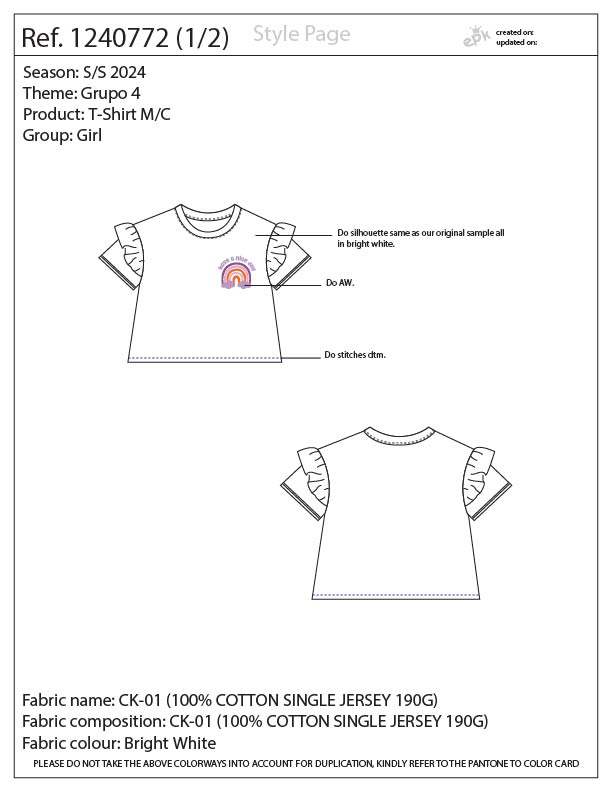 Ref. 1240772 (1/2)
Style Page
epk
created on:
updated on:
Season: S/S 2024
Theme: Grupo 4
Product: T-Shirt M/C
Group: Girl
Do silhouette same as our original sample all
in bright white.
have a nice day
Do AW.
Do stitches dtm.
Fabric name: CK-01 (100% COTTON SINGLE JERSEY 190G)
Fabric composition: CK-01 (100% COTTON SINGLE JERSEY 190G)
Fabric colour: Bright White
PLEASE DO NOT TAKE THE ABOVE COLORWAYS INTO ACCOUNT FOR DUPLICATION, KINDLY REFER TO THE PANTONE TO COLOR CARD